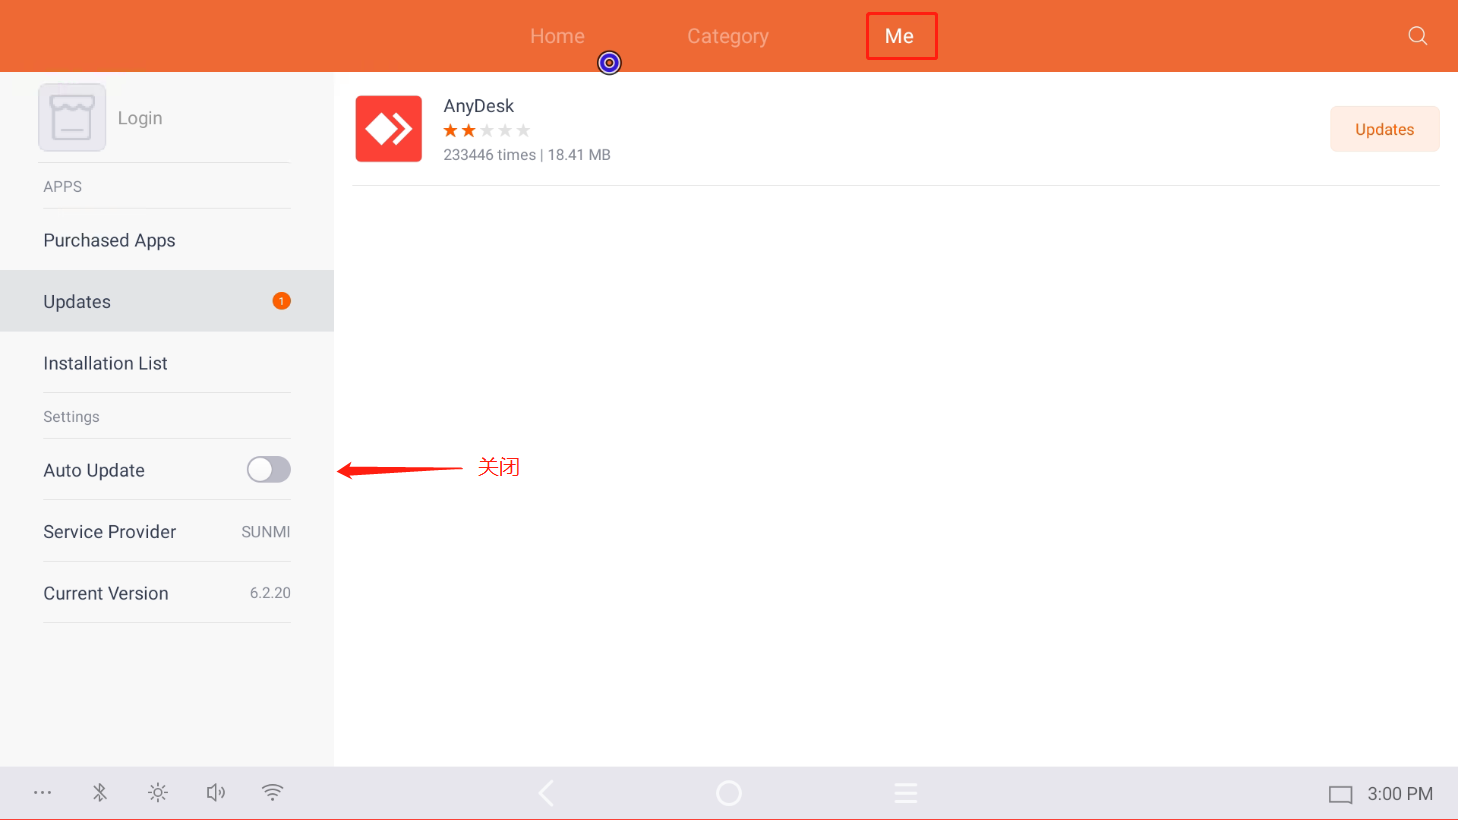 Home
Category
Me
Login
APPS
Purchased Apps
Updates 1
Installation List
Settings
Auto Update
Service Provider SUNMI
Current Version 6.2.20
AnyDesk
233446 times | 18.41 MB
Updates
关闭
3:00 PM